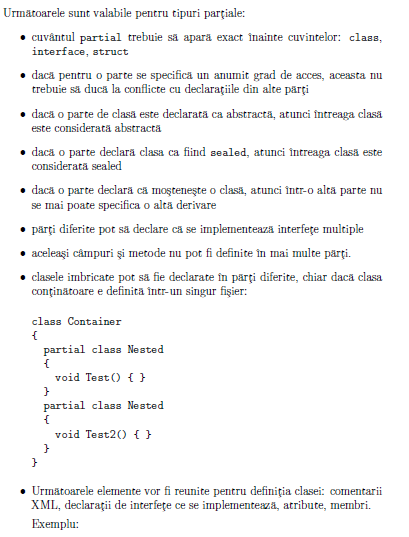 Următoarele sunt valabile pentru tipuri parţiale:
• cuvântul partial trebuie să apară exact înainte cuvintelor: class,
interface, struct
• dacă pentru o parte se specifică un anumit grad de acces, aceasta nu
trebuie să ducă la conflicte cu declaraţiile din alte părţi
• dacă o parte de clasă este declarată ca abstractă, atunci întreaga clasă
este considerată abstractă
• dacă o parte declară clasa ca fiind sealed, atunci întreaga clasă este
considerată sealed
• dacă o parte declară că moşteneşte o clasă, atunci într-o altă parte nu
se mai poate specifica o altă derivare
• părţi diferite pot să declare că se implementează interfeţe multiple
• aceleaşi câmpuri şi metode nu pot fi definite în mai multe părţi.
• clasele imbricate pot să fie declarate în părţi diferite, chiar dacă clasa
conţinătoare e definită într-un singur fişier:
class Container
{
partial class Nested
{
void Test() { }
}
partial class Nested
{
void Test2() { }
}
}
• Următoarele elemente vor fi reunite pentru definiţia clasei: comentarii
XML, declaraţii de interfeţe ce se implementează, atribute, membri.
Exemplu: